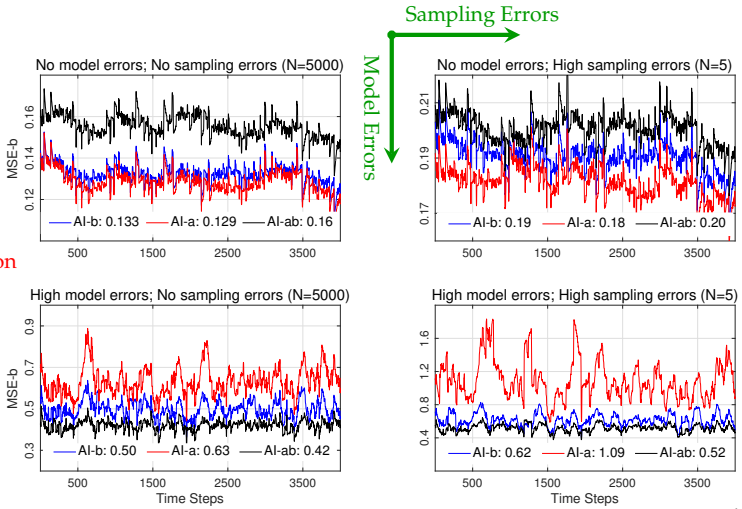 Sampling Errors
Model Errors
No model errors; No sampling errors (N=5000)
MSE-b
0.16
0.14
0.12
AI-b: 0.133 AI-a: 0.129 AI-ab: 0.16
500 1500 2500 3500
No model errors; High sampling errors (N=5)
0.21
0.19
0.17
AI-b: 0.19 AI-a: 0.18 AI-ab: 0.20
500 1500 2500 3500
on
High model errors; No sampling errors (N=5000)
MSE-b
0.9
0.7
0.5
0.3
AI-b: 0.50 AI-a: 0.63 AI-ab: 0.42
500 1500 2500 3500
Time Steps
High model errors; High sampling errors (N=5)
1.6
1.2
0.8
0.4
AI-b: 0.62 AI-a: 1.09 AI-ab: 0.52
500 1500 2500 3500
Time Steps